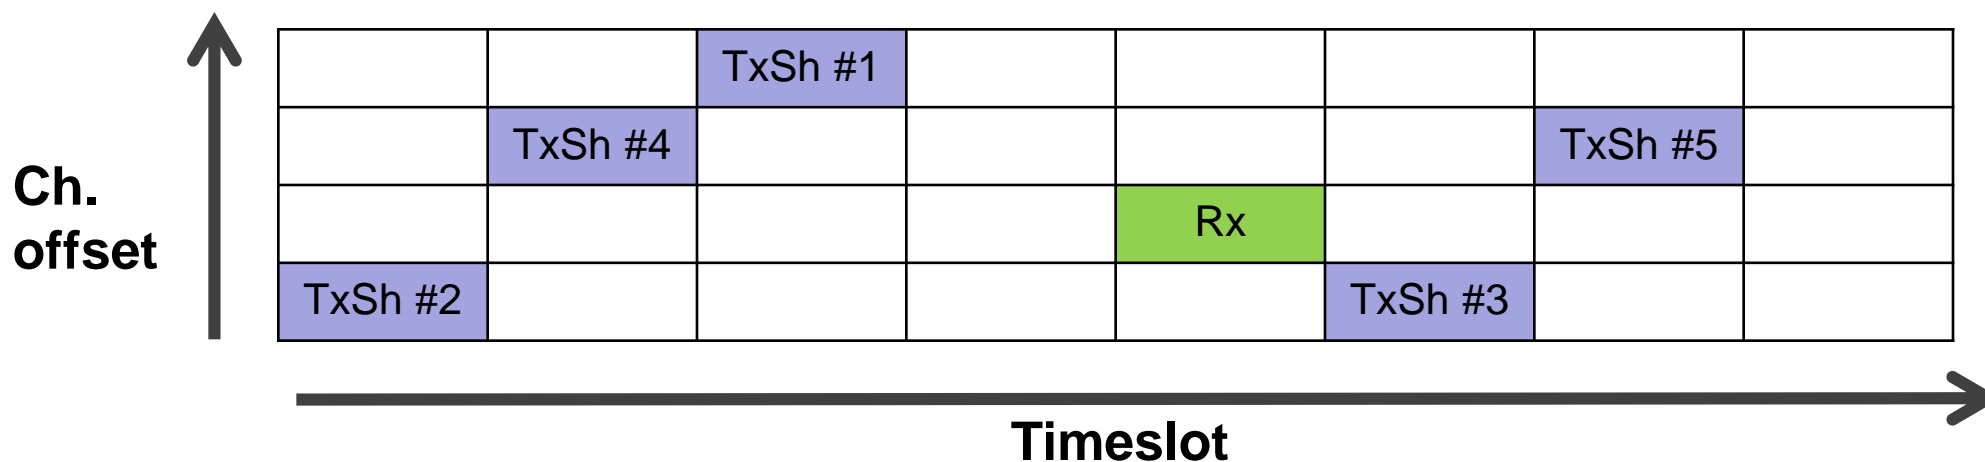 TxSh #1
TxSh #4
TxSh #5
Ch.
offset
Rx
TxSh #2
TxSh #3
Timeslot